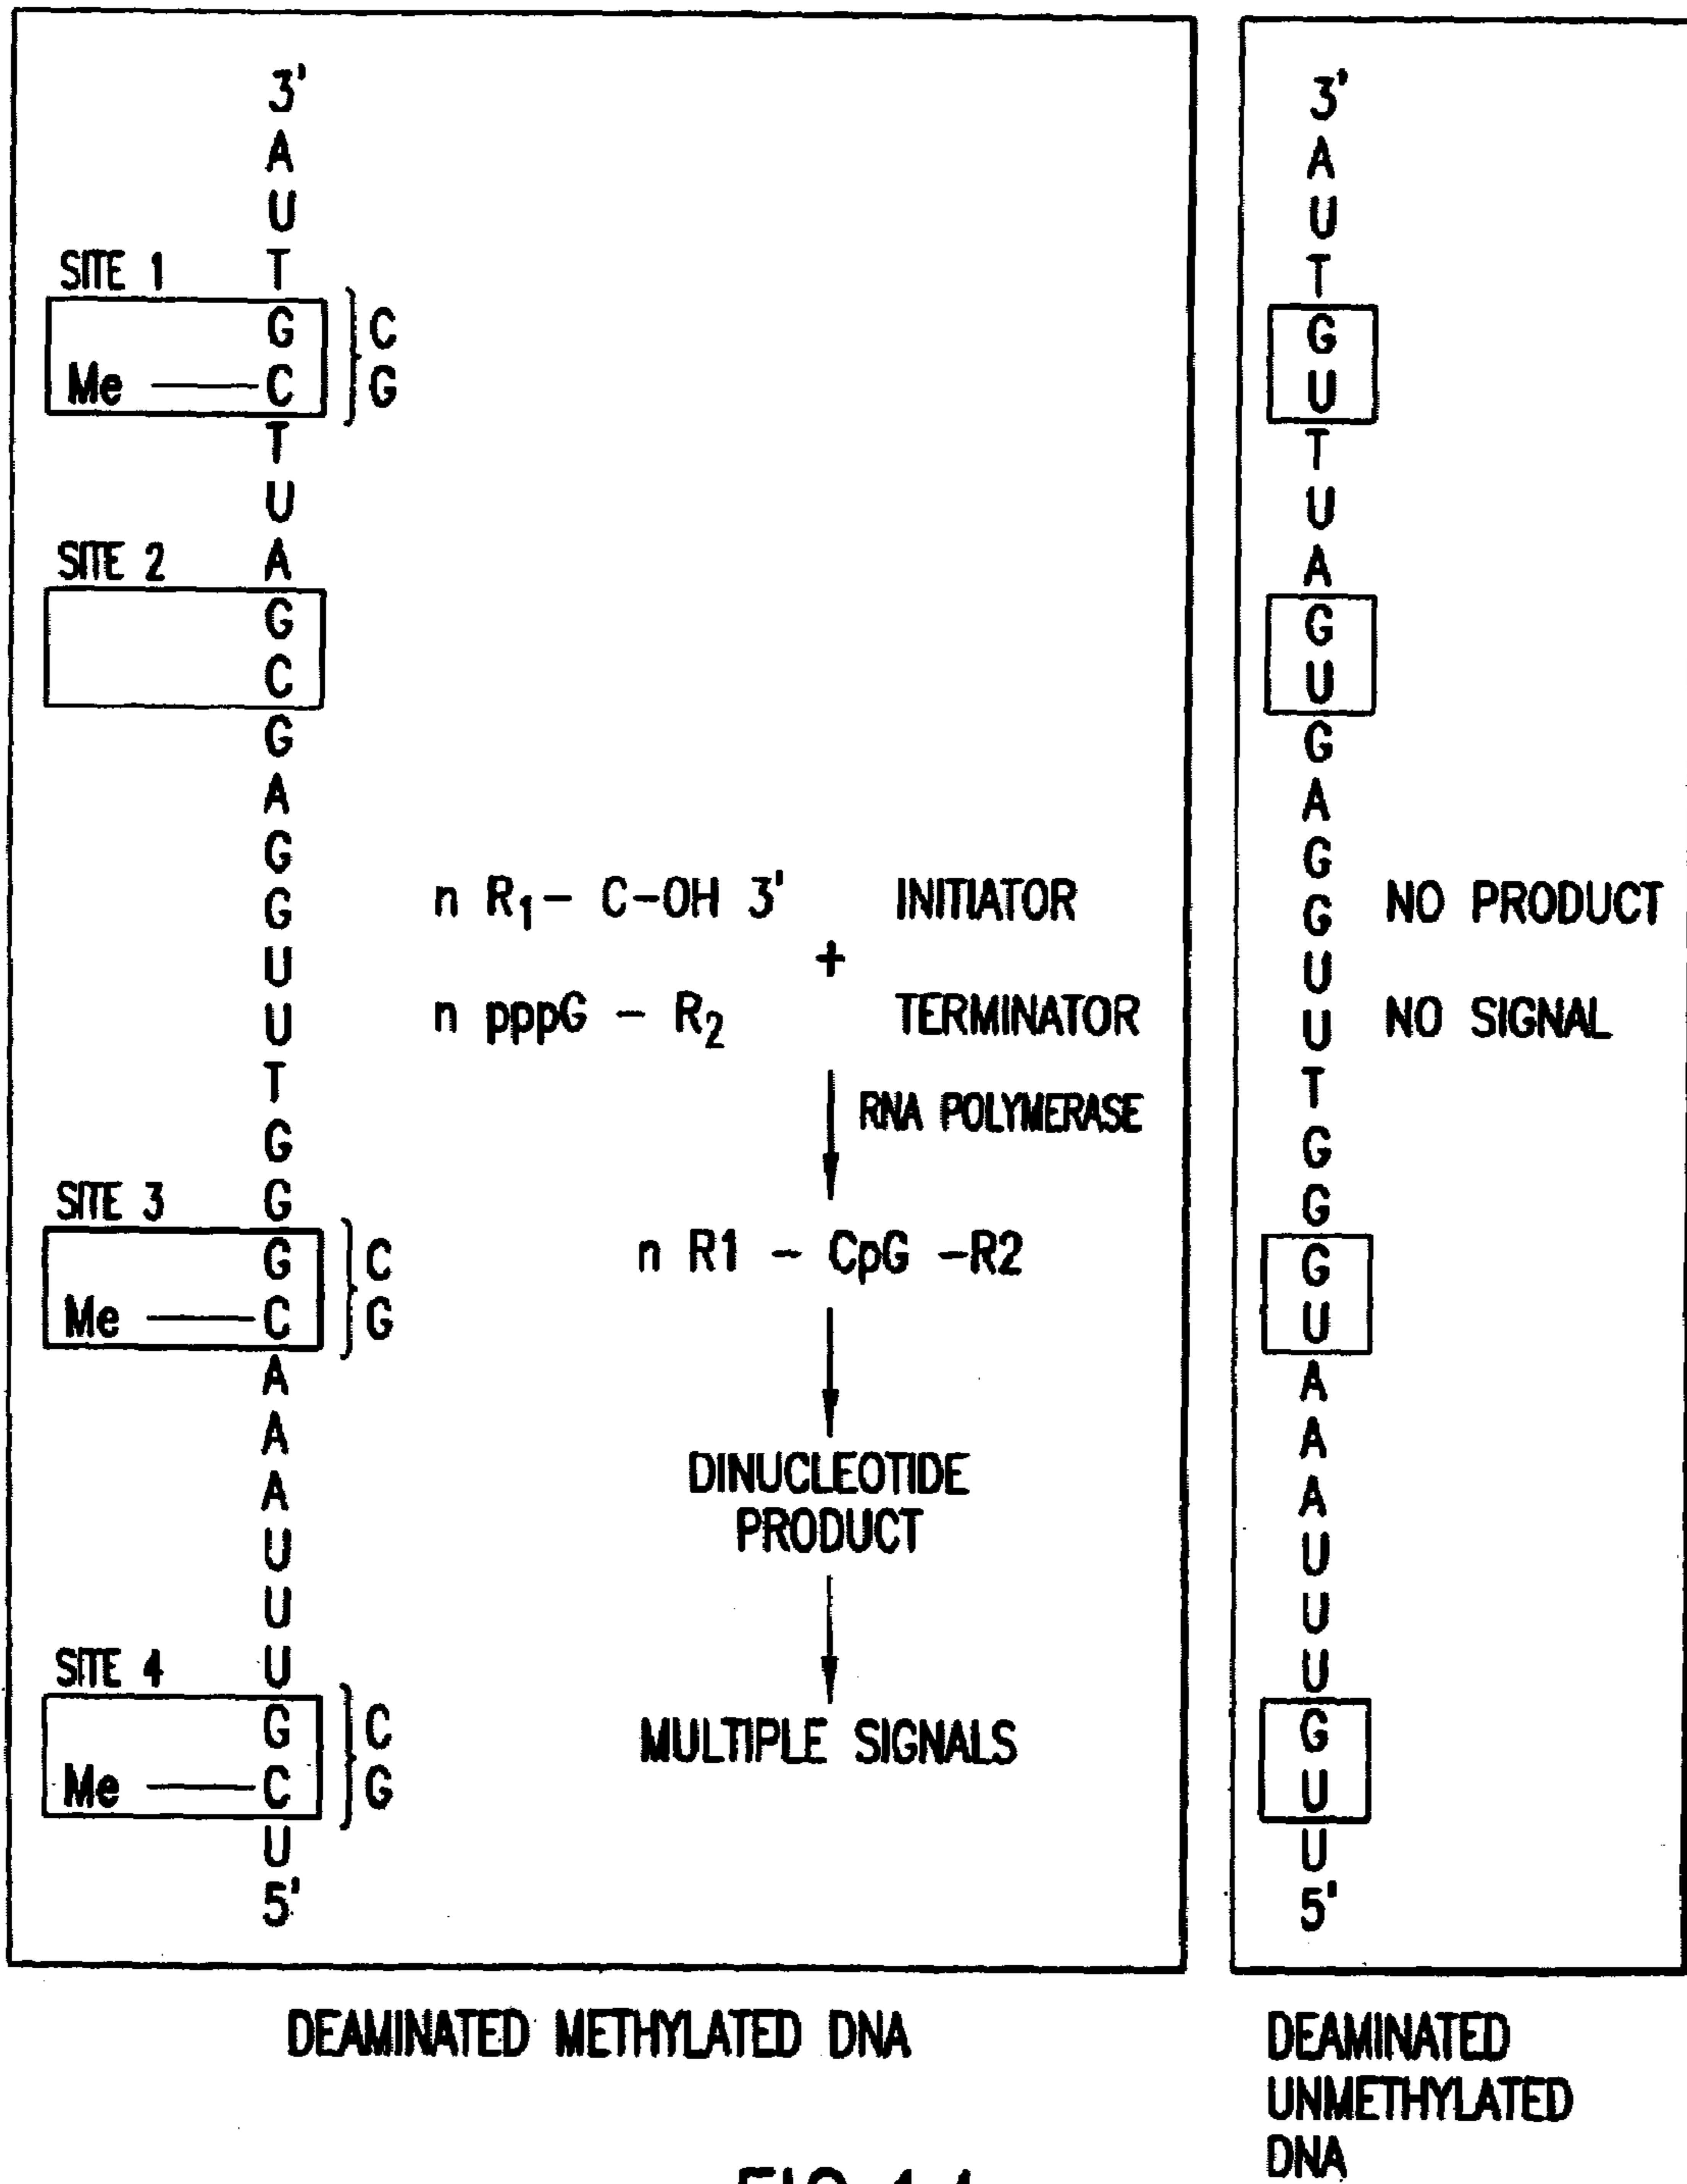 3'
A
U
SITE 1 T
G } C
Me — C G
T
U
SITE 2 A
G
C
G
A
G
G
U
U
T
G
SITE 3 G
G } C
Me — C G
A
A
A
U
U
SITE 4 U
G } C
Me — C G
U
5'
n R₁– C–OH 3' INITIATOR
+
n pppG – R₂ TERMINATOR
RNA POLYMERASE
n R1 – CpG –R2
DINUCLEOTIDE
PRODUCT
MULTIPLE SIGNALS
DEAMINATED METHYLATED DNA
3'
A
U
T
G
U
T
U
A
G
U
G
A
G
G
U
U
T
G
G
G
U
A
A
A
U
U
U
G
U
U
5'
NO PRODUCT
NO SIGNAL
DEAMINATED
UNMETHYLATED
DNA